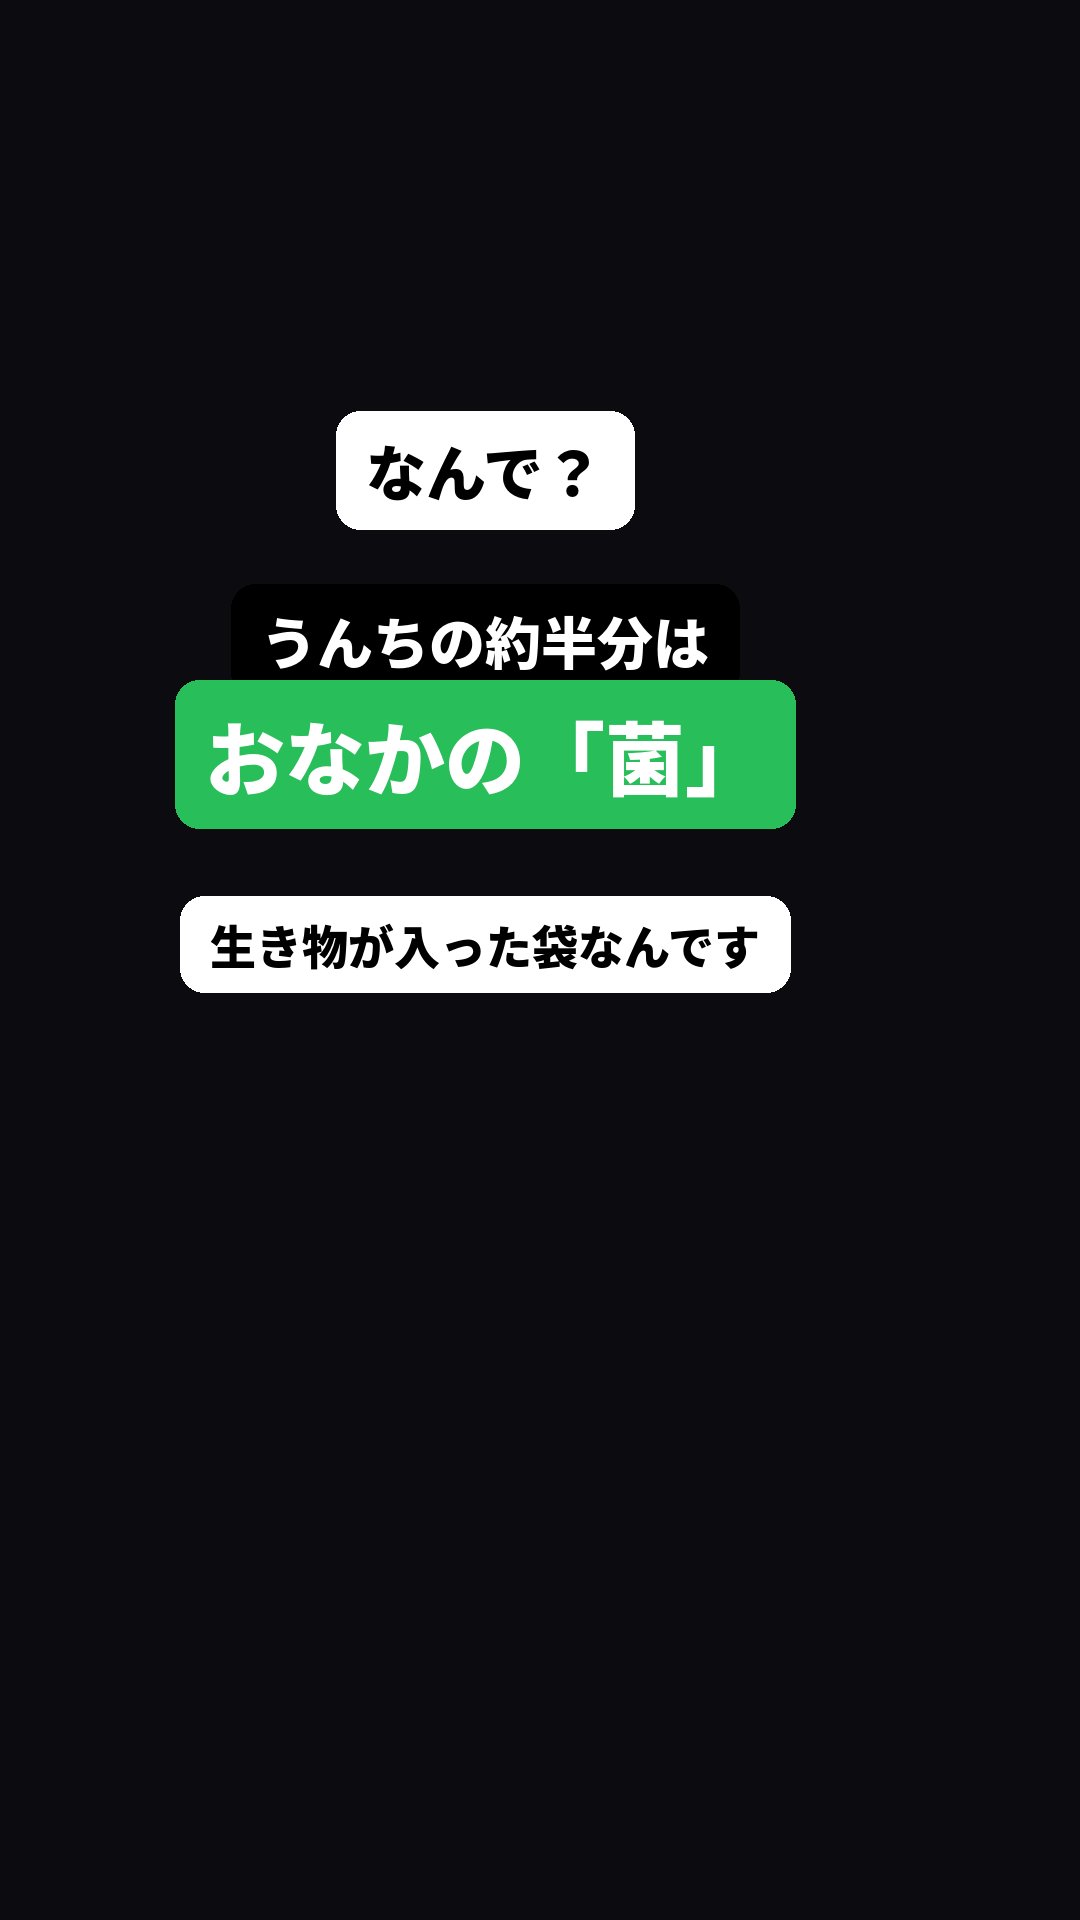 なんで？
うんちの約半分は
おなかの「菌」
生き物が入った袋なんです